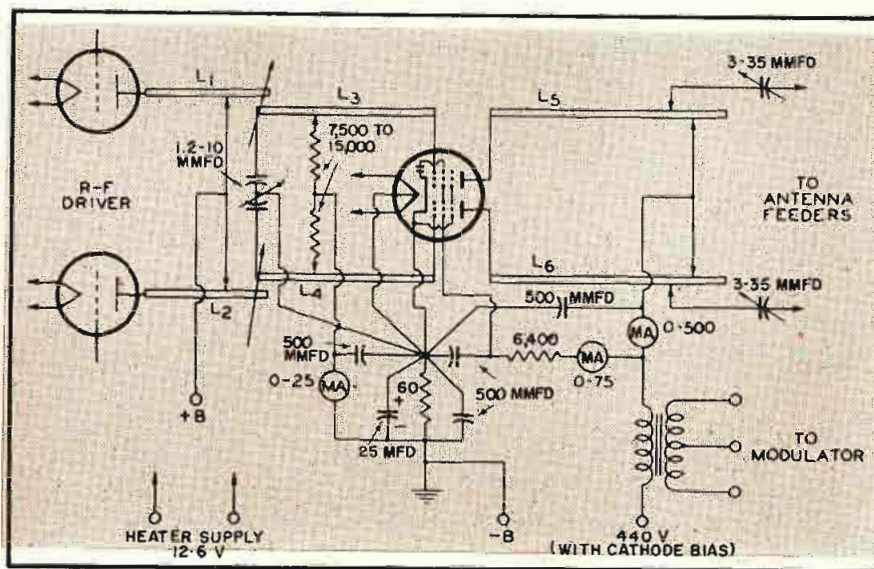 L1
L3
L5
3-35 MMFD
7,500 TO
15,000
1.2-10
MMFD
R-F
DRIVER
TO
ANTENNA
FEEDERS
L2
L4
L6
3-35 MMFD
500 MMFD
500
MMFD
6,400
MA
0-500
0-25
MA
60
MA
0-75
+
-
500 MMFD
25 MFD
+B
TO
MODULATOR
HEATER SUPPLY
12.6 V
-B
440 V
(WITH CATHODE BIAS)